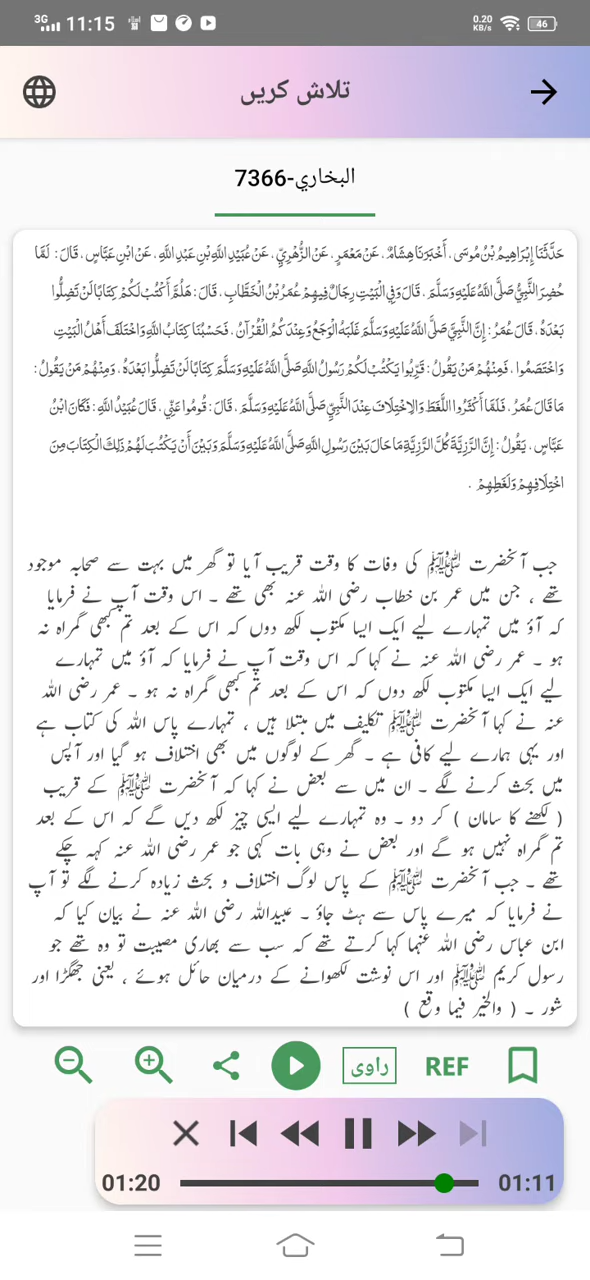 3G 11:15 0.20 KB/s 46
تلاش کریں
البخاري-7366
حَدَّثَنَا إِبْرَاهِيمُ بْنُ مُوسَى ، أَخْبَرَنَا هِشَامٌ ، عَنْ مَعْمَرٍ ، عَنِ الزُّهْرِيِّ ، عَنْ عُبَيْدِ اللَّهِ بْنِ عَبْدِ اللَّهِ ، عَنِ ابْنِ عَبَّاسٍ ، قَالَ : لَمَّا
حُضِرَ النَّبِيُّ صَلَّى اللَّهُ عَلَيْهِ وَسَلَّمَ ، قَالَ وَفِي الْبَيْتِ رِجَالٌ فِيهِمْ عُمَرُ بْنُ الْخَطَّابِ ، قَالَ : هَلُمَّ أَكْتُبْ لَكُمْ كِتَابًا لَنْ تَضِلُّوا
بَعْدَهُ ، قَالَ عُمَرُ : إِنَّ النَّبِيَّ صَلَّى اللَّهُ عَلَيْهِ وَسَلَّمَ غَلَبَهُ الْوَجَعُ وَعِنْدَكُمُ الْقُرْآنُ ، فَحَسْبُنَا كِتَابُ اللَّهِ وَاخْتَلَفَ أَهْلُ الْبَيْتِ
وَاخْتَصَمُوا ، فَمِنْهُمْ مَنْ يَقُولُ : قَرِّبُوا يَكْتُبْ لَكُمْ رَسُولُ اللَّهِ صَلَّى اللَّهُ عَلَيْهِ وَسَلَّمَ كِتَابًا لَنْ تَضِلُّوا بَعْدَهُ ، وَمِنْهُمْ مَنْ يَقُولُ :
مَا قَالَ عُمَرُ ، فَلَمَّا أَكْثَرُوا اللَّغَطَ وَالِاخْتِلَافَ عِنْدَ النَّبِيِّ صَلَّى اللَّهُ عَلَيْهِ وَسَلَّمَ ، قَالَ : قُومُوا عَنِّي ، قَالَ عُبَيْدُ اللَّهِ : فَكَانَ ابْنُ
عَبَّاسٍ ، يَقُولُ : إِنَّ الرَّزِيَّةَ كُلَّ الرَّزِيَّةِ مَا حَالَ بَيْنَ رَسُولِ اللَّهِ صَلَّى اللَّهُ عَلَيْهِ وَسَلَّمَ وَبَيْنَ أَنْ يَكْتُبَ لَهُمْ ذَلِكَ الْكِتَابَ مِنَ
اخْتِلَافِهِمْ وَلَغَطِهِمْ .
جب آنحضرت ﷺ کی وفات کا وقت قریب آیا تو گھر میں بہت سے صحابہ موجود
تھے ، جن میں عمر بن خطاب رضی اللہ عنہ بھی تھے ۔ اس وقت آپ نے فرمایا
کہ آؤ میں تمہارے لیے ایک ایسا مکتوب لکھ دوں کہ اس کے بعد تم کبھی گمراہ نہ
ہو ۔ عمر رضی اللہ عنہ نے کہا کہ اس وقت آپ نے فرمایا کہ آؤ میں تمہارے
لیے ایک ایسا مکتوب لکھ دوں کہ اس کے بعد تم کبھی گمراہ نہ ہو ۔ عمر رضی اللہ
عنہ نے کہا آنحضرت ﷺ تکلیف میں مبتلا ہیں ، تمہارے پاس اللہ کی کتاب ہے
اور یہی ہمارے لیے کافی ہے ۔ گھر کے لوگوں میں بھی اختلاف ہو گیا اور آپس
میں بحث کرنے لگے ۔ ان میں سے بعض نے کہا کہ آنحضرت ﷺ کے قریب
( لکھنے کا سامان ) کر دو ۔ وہ تمہارے لیے ایسی چیز لکھ دیں گے کہ اس کے بعد
تم گمراہ نہیں ہو گے اور بعض نے وہی بات کہی جو عمر رضی اللہ عنہ کہہ چکے
تھے ۔ جب آنحضرت ﷺ کے پاس لوگ اختلاف و بحث زیادہ کرنے لگے تو آپ
نے فرمایا کہ میرے پاس سے ہٹ جاؤ ۔ عبیداللہ رضی اللہ عنہ نے بیان کیا کہ
ابن عباس رضی اللہ عنہما کہا کرتے تھے کہ سب سے بھاری مصیبت تو وہ تھے جو
رسول کریم ﷺ اور اس نوشت لکھوانے کے درمیان حائل ہوئے ، یعنی جھگڑا اور
شور ۔ ( والخیر فیما وقع )
راوی REF
01:20 01:11